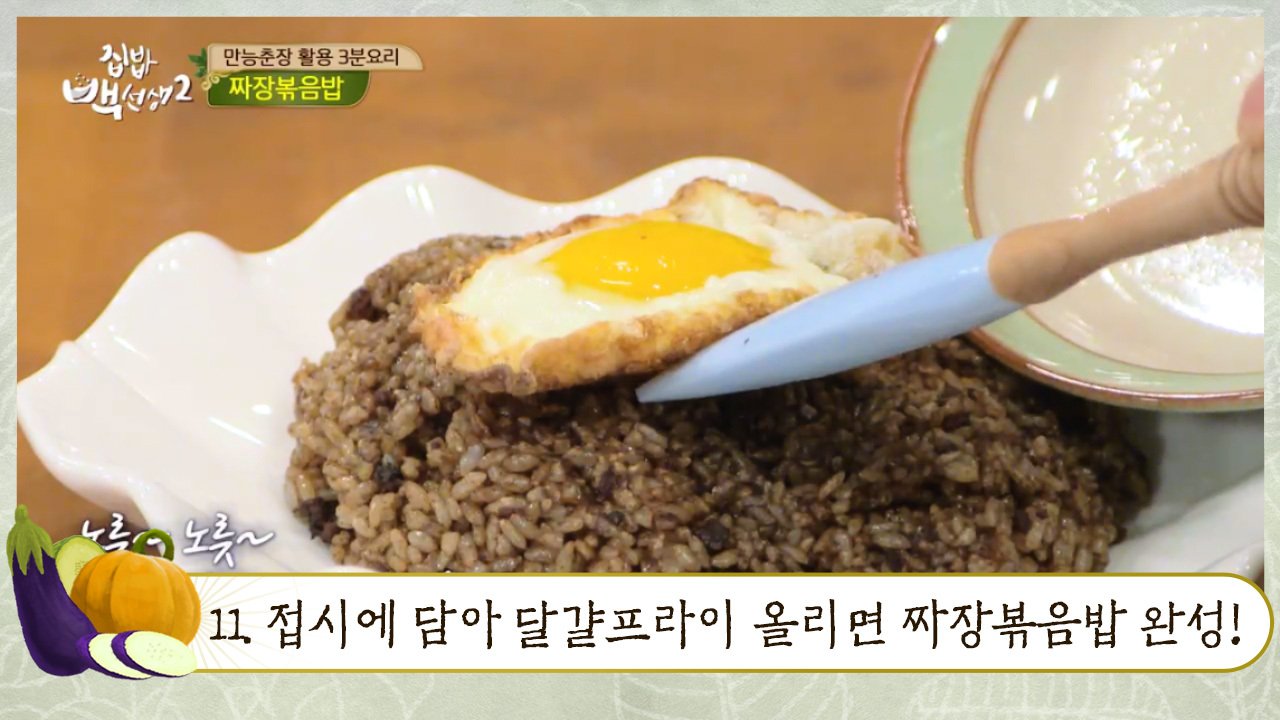 집밥
백선생2
만능춘장 활용 3분요리
짜장볶음밥
노릇~ 노릇~
11. 접시에 담아 달걀프라이 올리면 짜장볶음밥 완성!